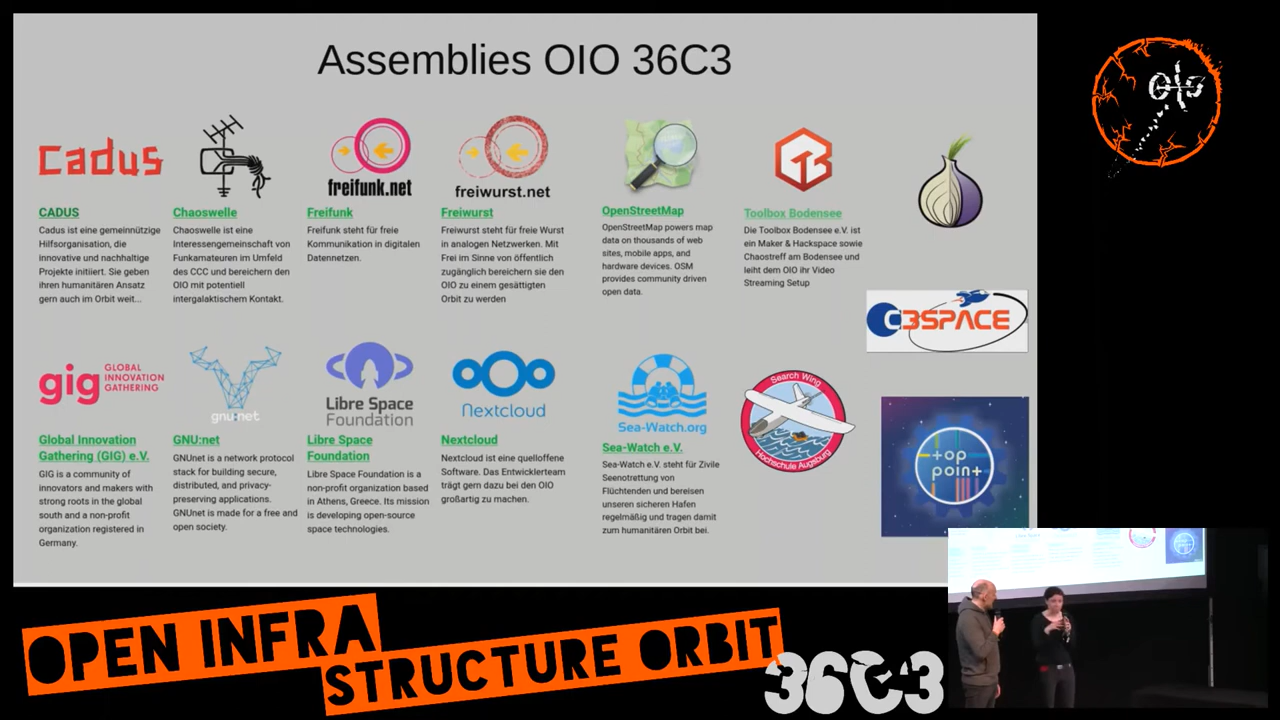 Assemblies OIO 36C3
oio
cadus
CADUS
Cadus ist eine gemeinnützige
Hilfsorganisation, die
innovative und nachhaltige
Projekte initiiert. Sie geben
ihren humanitären Ansatz
gern auch im Orbit weit...
Chaoswelle
Chaoswelle ist eine
Interessengemeinschaft von
Funkamateuren im Umfeld
des CCC und bereichern den
OIO mit potentiell
intergalaktischem Kontakt.
freifunk.net
Freifunk
Freifunk steht für freie
Kommunikation in digitalen
Datennetzen.
freiwurst.net
Freiwurst
Freiwurst steht für freie Wurst
in analogen Netzwerken. Mit
Frei im Sinne von öffentlich
zugänglich bereichern sie den
OIO zu einem gesättigten
Orbit zu werden
OpenStreetMap
OpenStreetMap powers map
data on thousands of web
sites, mobile apps, and
hardware devices. OSM
provides community driven
open data.
TB
Toolbox Bodensee
Die Toolbox Bodensee e.V. ist
ein Maker & Hackspace sowie
Chaostreff am Bodensee und
leiht dem OIO ihr Video
Streaming Setup
C3SPACE
gig GLOBAL
INNOVATION
GATHERING
Global Innovation
Gathering (GIG) e.V.
GIG is a community of
innovators and makers with
strong roots in the global
south and a non-profit
organization registered in
Germany.
gnu:net
GNU:net
GNUnet is a network protocol
stack for building secure,
distributed, and privacy-
preserving applications.
GNUnet is made for a free and
open society.
Libre Space
Foundation
Libre Space
Foundation
Libre Space Foundation is a
non-profit organization based
in Athens, Greece. Its mission
is developing open-source
space technologies.
Nextcloud
Nextcloud
Nextcloud ist eine quelloffene
Software. Das Entwicklerteam
trägt gern dazu bei den OIO
großartig zu machen.
Sea-Watch.org
Sea-Watch e.V.
Sea-Watch e.V. steht für Zivile
Seenotrettung von
Flüchtenden und bereisen
unseren sicheren Hafen
regelmäßig und tragen damit
zum humanitären Orbit bei.
Search Wing
Hochschule Augsburg
top
point
OPEN INFRA
STRUCTURE ORBIT
36C3